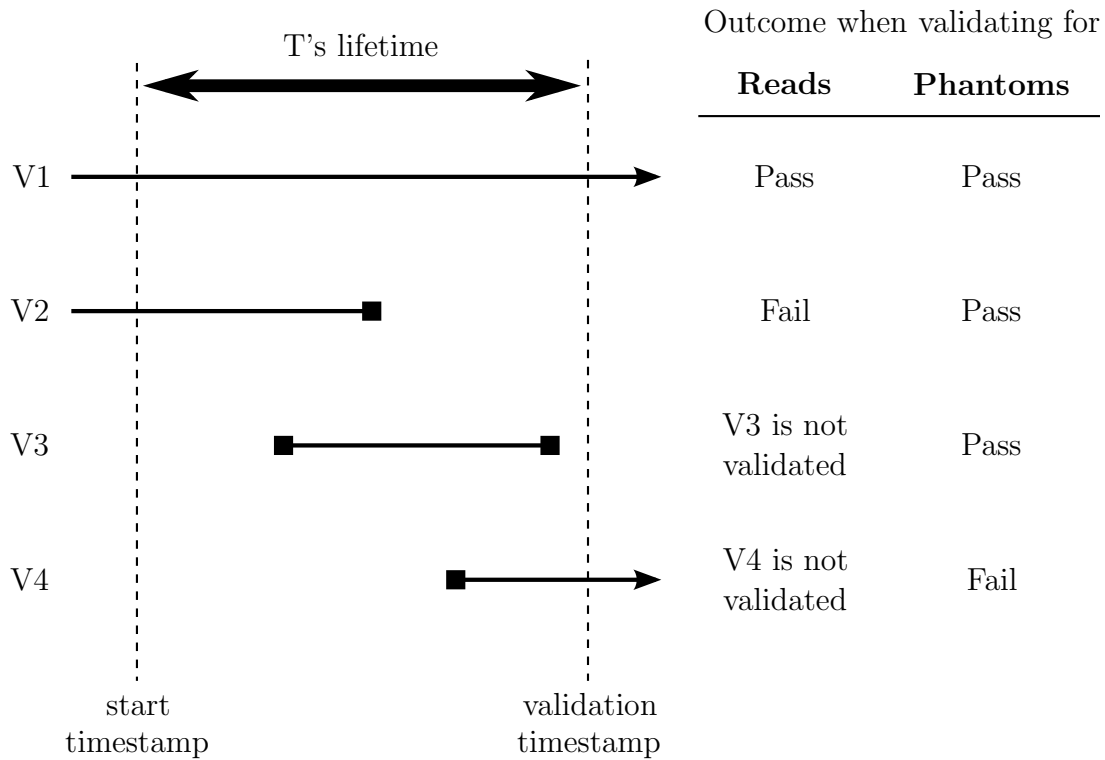 Outcome when validating for
T's lifetime
Reads Phantoms
V1 Pass Pass
V2 Fail Pass
V3 V3 is not validated Pass
V4 V4 is not validated Fail
start timestamp
validation timestamp